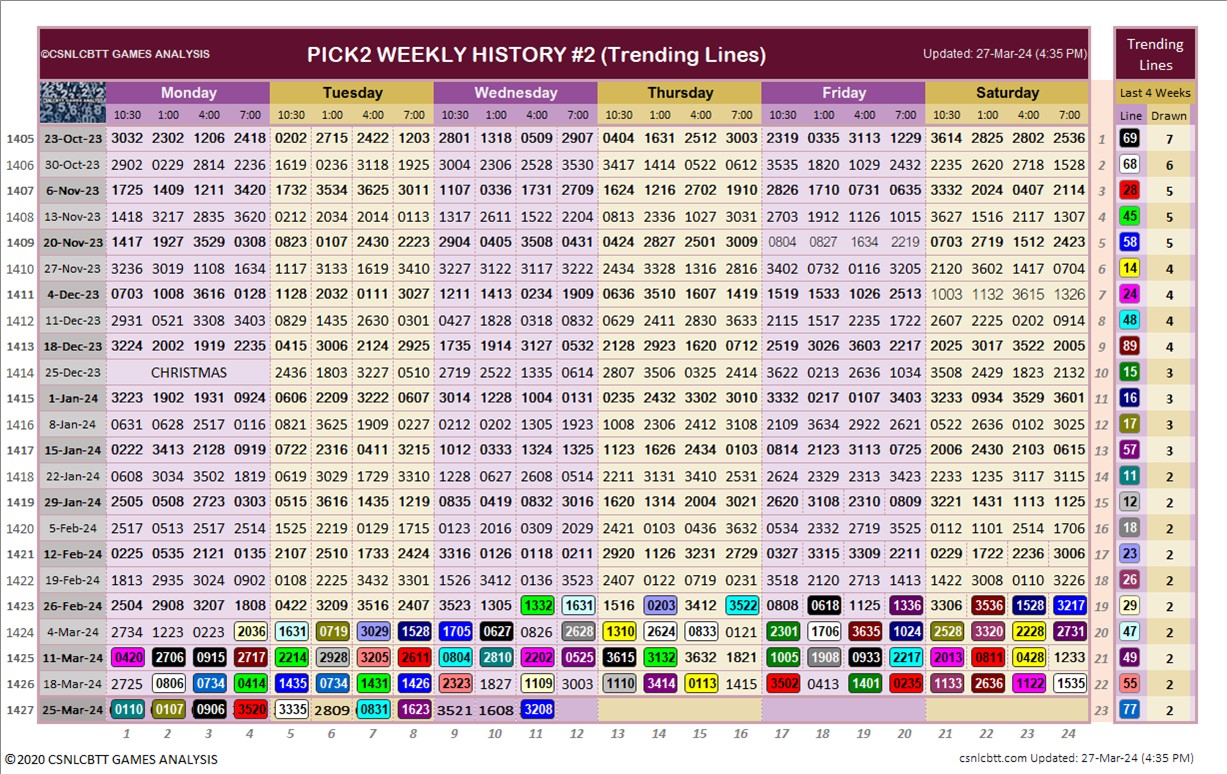 Trending
©CSNLCBTT GAMES ANALYSIS PICK2 WEEKLY HISTORY #2 (Trending Lines) Updated: 27-Mar-24 (4:35 PM) Lines
Monday Tuesday Wednesday Thursday Friday Saturday Last 4 Weeks
10:30 1:00 4:00 7:00 10:30 1:00 4:00 7:00 10:30 1:00 4:00 7:00 10:30 1:00 4:00 7:00 10:30 1:00 4:00 7:00 10:30 1:00 4:00 7:00 Line Drawn
1405 23-Oct-23 3032 2302 1206 2418 0202 2715 2422 1203 2801 1318 0509 2907 0404 1631 2512 3003 2319 0335 3113 1229 3614 2825 2802 2536 1 69 7
1406 30-Oct-23 2902 0229 2814 2236 1619 0236 3118 1925 3004 2306 2528 3530 3417 1414 0522 0612 3535 1820 1029 2432 2235 2620 2718 1528 2 68 6
1407 6-Nov-23 1725 1409 1211 3420 1732 3534 3625 3011 1107 0336 1731 2709 1624 1216 2702 1910 2826 1710 0731 0635 3332 2024 0407 2114 3 28 5
1408 13-Nov-23 1418 3217 2835 3620 0212 2034 2014 0113 1317 2611 1522 2204 0813 2336 1027 3031 2703 1912 1126 1015 3627 1516 2117 1307 4 45 5
1409 20-Nov-23 1417 1927 3529 0308 0823 0107 2430 2223 2904 0405 3508 0431 0424 2827 2501 3009 0804 0827 1634 2219 0703 2719 1512 2423 5 58 5
1410 27-Nov-23 3236 3019 1108 1634 1117 3133 1619 3410 3227 3122 3117 3222 2434 3328 1316 2816 3402 0732 0116 3205 2120 3602 1417 0704 6 14 4
1411 4-Dec-23 0703 1008 3616 0128 1128 2032 0111 3027 1211 1413 0234 1909 0636 3510 1807 1419 1519 1533 1026 2513 1003 1132 3615 1326 7 24 4
1412 11-Dec-23 2931 0521 3308 3403 0829 1435 2630 0301 0427 1828 0318 0832 0629 2411 2830 3633 2115 1517 2235 1722 2607 2225 0202 0914 8 48 4
1413 18-Dec-23 3224 2002 1919 2235 0415 3006 2124 2925 1735 1914 3127 0532 2128 2923 1620 0712 2519 3026 3603 2217 2025 3017 3522 2005 9 89 4
1414 25-Dec-23 CHRISTMAS 2436 1803 3227 0510 2719 2522 1335 0614 2807 3506 0325 2414 3622 0213 2636 1034 3508 2429 1823 2132 10 15 3
1415 1-Jan-24 3223 1902 1931 0924 0606 2209 3222 0607 3014 1228 1004 0131 0235 2432 3302 3010 3332 0217 0107 3403 3233 0934 3529 3601 11 16 3
1416 8-Jan-24 0631 0628 2517 0116 0821 3625 1909 0227 0212 0202 1305 1923 1008 2306 2412 3108 2109 3634 2922 2621 0522 2636 0102 3025 12 17 3
1417 15-Jan-24 0222 3413 2128 0919 0722 2316 0411 3215 1012 0333 1324 1325 1123 1626 2434 0103 0814 2123 3113 0725 2006 2430 2103 0615 13 57 3
1418 22-Jan-24 0608 3034 3502 1819 0619 3029 1729 3331 1228 0627 2608 0514 2211 3131 3410 2531 2624 2329 2313 3423 2233 1235 3117 3115 14 11 2
1419 29-Jan-24 2505 0508 2723 0303 0515 3616 1435 1219 0835 0419 0832 3016 1620 1314 2004 3021 2620 3108 2310 0809 3221 1431 1113 1125 15 12 2
1420 5-Feb-24 2517 0513 2517 2514 1525 2219 0129 1715 0123 2016 0309 2029 2421 0103 0436 3632 0534 2332 2719 3525 0112 1101 2514 1706 16 18 2
1421 12-Feb-24 0225 0535 2121 0135 2107 2510 1733 2424 3316 0126 0118 0211 2920 1126 3231 2729 0327 3315 3309 2211 0229 1722 2236 3006 17 23 2
1422 19-Feb-24 1813 2935 3024 0902 0108 2225 3432 3301 1526 3412 0136 3523 2407 0122 0719 0231 3518 2120 2713 1413 1422 3008 0110 3226 18 26 2
1423 26-Feb-24 2504 2908 3207 1808 0422 3209 3516 2407 3523 1305 1332 1631 1516 0203 3412 3522 0808 0618 1125 1336 3306 3536 1528 3217 19 29 2
1424 4-Mar-24 2734 1223 0223 2036 1631 0719 3029 1528 1705 0627 0826 2628 1310 2624 0833 0121 2301 1706 3635 1024 2528 3320 2228 2731 20 47 2
1425 11-Mar-24 0420 2706 0915 2717 2214 2928 3205 2611 0804 2810 2202 0525 3615 3132 3632 1821 1005 1908 0933 2217 2013 0811 0428 1233 21 49 2
1426 18-Mar-24 2725 0806 0734 0414 1435 0734 1431 1426 2323 1827 1109 3003 1110 3414 0113 1415 3502 0413 1401 0235 1133 2636 1122 1535 22 55 2
1427 25-Mar-24 0110 0107 0906 3520 3335 2809 0831 1623 3521 1608 3208 23 77 2
1 2 3 4 5 6 7 8 9 10 11 12 13 14 15 16 17 18 19 20 21 22 23 24
©2020 CSNLCBTT GAMES ANALYSIS csnlcbtt.com Updated: 27-Mar-24 (4:35 PM)